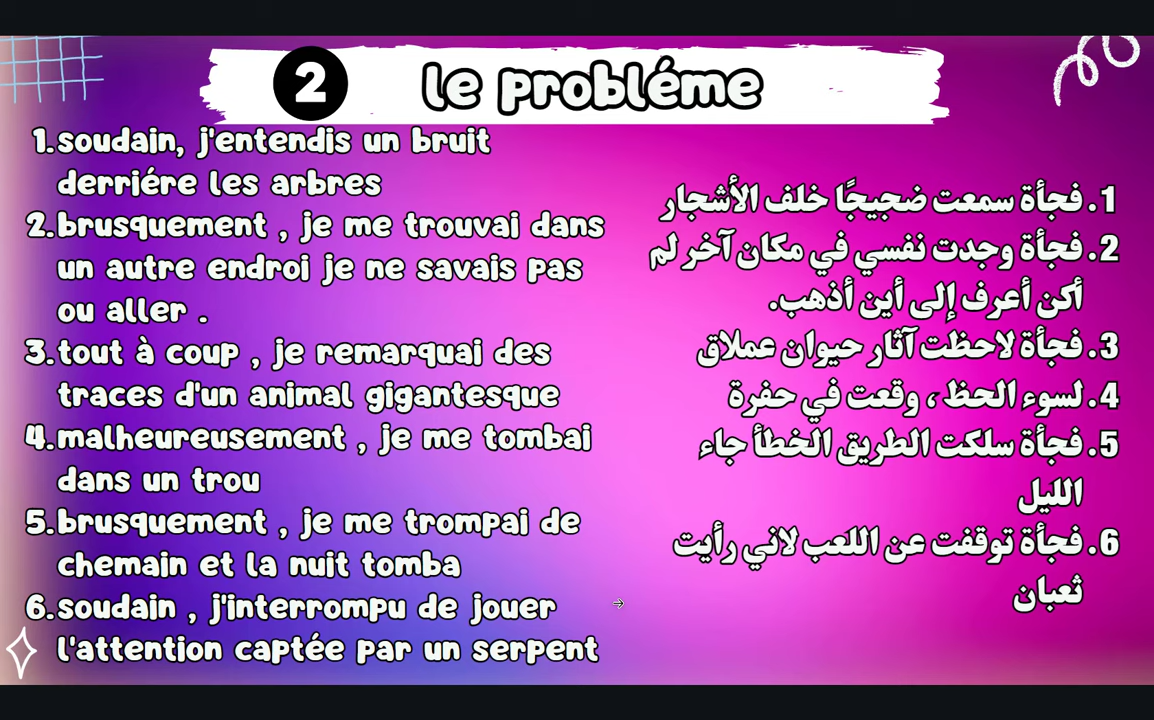 2 le probléme
1.soudain, j'entendis un bruit
derriére les arbres
2.brusquement , je me trouvai dans
un autre endroi je ne savais pas
ou aller .
3.tout à coup , je remarquai des
traces d'un animal gigantesque
4.malheureusement , je me tombai
dans un trou
5.brusquement , je me trompai de
chemain et la nuit tomba
6.soudain , j'interrompu de jouer
l'attention captée par un serpent
1. فجأة سمعت ضجيجًا خلف الأشجار
2. فجأة وجدت نفسي في مكان آخر لم
أكن أعرف إلى أين أذهب.
3. فجأة لاحظت آثار حيوان عملاق
4. لسوء الحظ ، وقعت في حفرة
5. فجأة سلكت الطريق الخطأ جاء
الليل
6. فجأة توقفت عن اللعب لاني رأيت
ثعبان